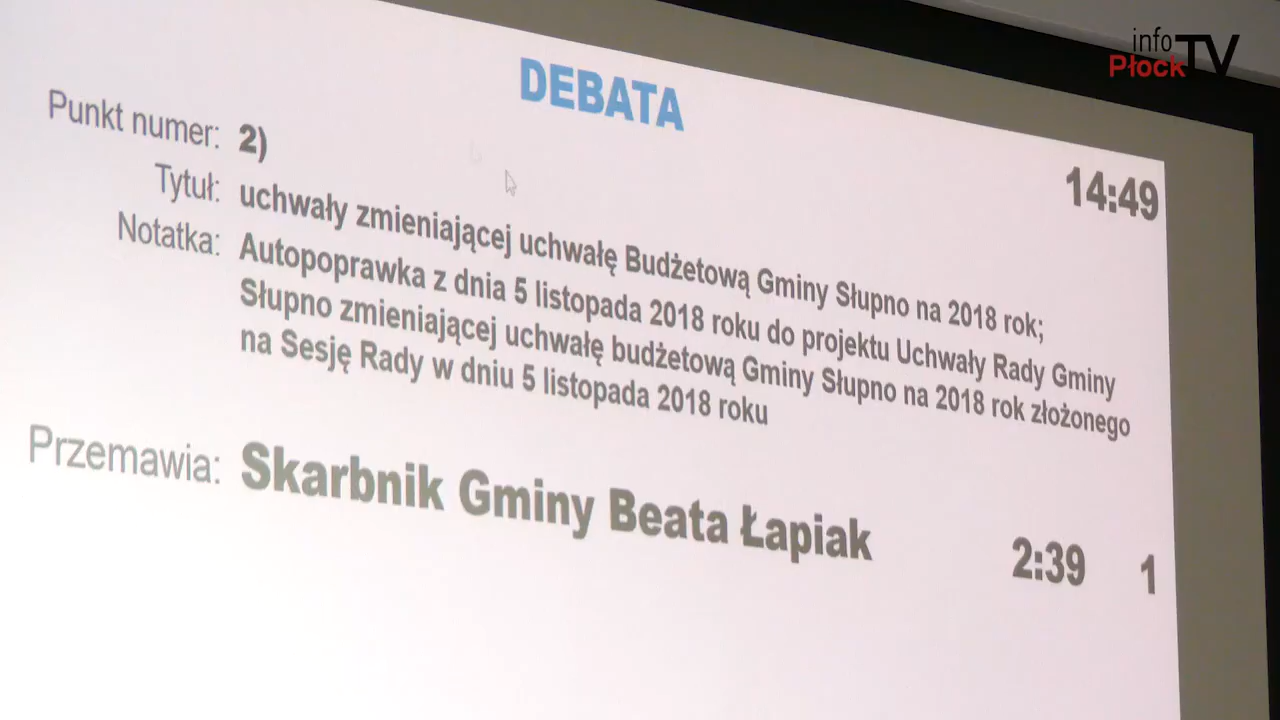 info
Płock TV
DEBATA
14:49
Punkt numer: 2)
Tytuł: uchwały zmieniającej uchwałę Budżetową Gminy Słupno na 2018 rok;
Notatka: Autopoprawka z dnia 5 listopada 2018 roku do projektu Uchwały Rady Gminy
Słupno zmieniającej uchwałę budżetową Gminy Słupno na 2018 rok złożonego
na Sesję Rady w dniu 5 listopada 2018 roku
Przemawia: Skarbnik Gminy Beata Łapiak 2:39 1